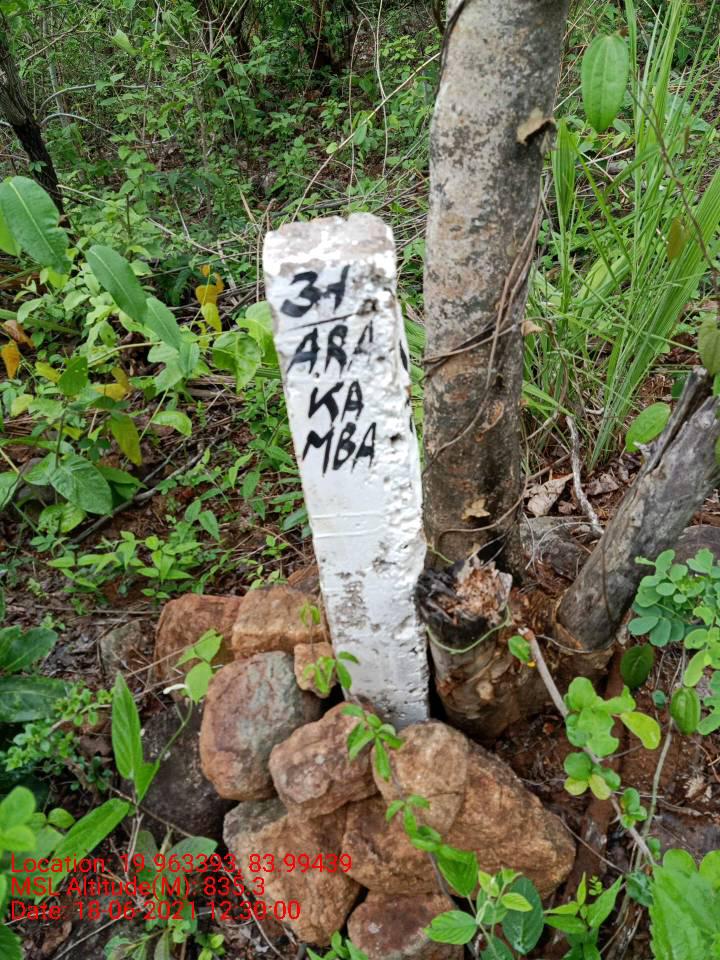 31
ARA
KA
MBA
Location: 19.963393, 83.99439
MSL Altitude(M): 835.3
Date: 18-06-2021 12:30:00